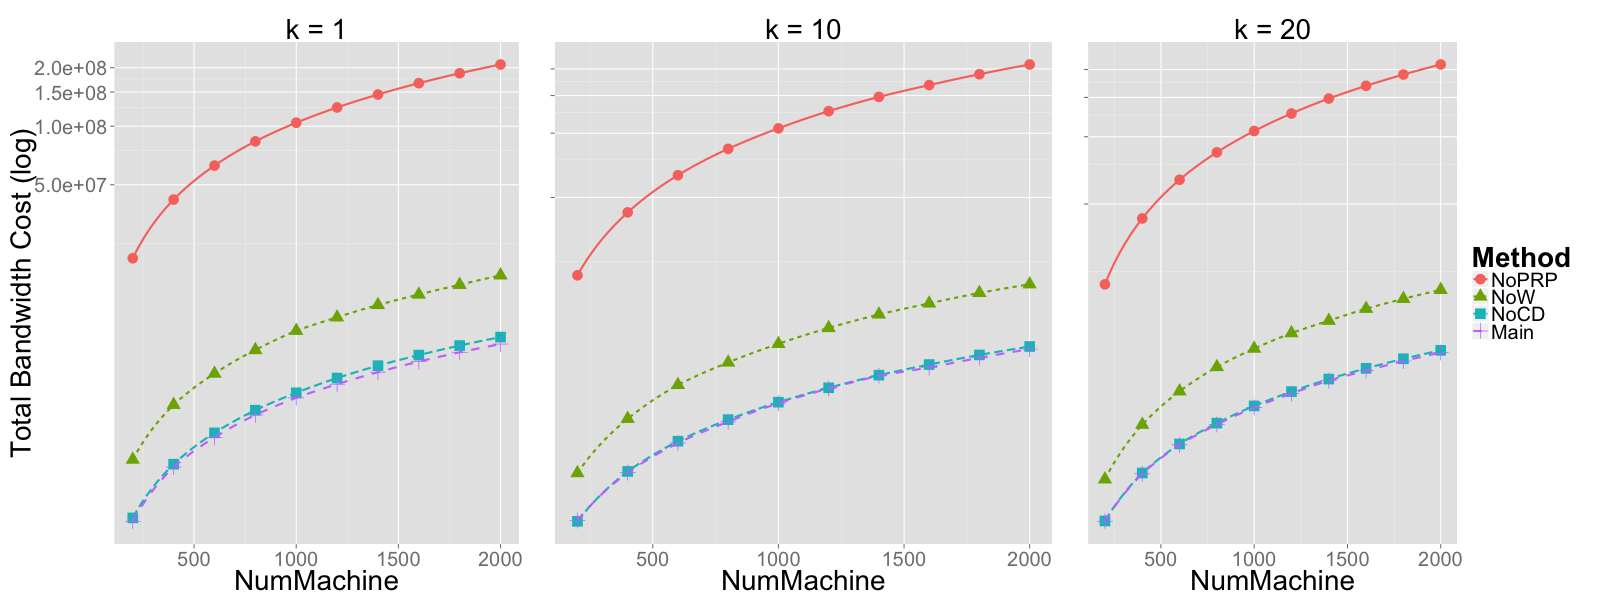 k = 1
k = 10
k = 20
Total Bandwidth Cost (log)
2.0e+08
1.5e+08
1.0e+08
5.0e+07
500 1000 1500 2000
500 1000 1500 2000
500 1000 1500 2000
NumMachine
NumMachine
NumMachine
Method
NoPRP
NoW
NoCD
Main